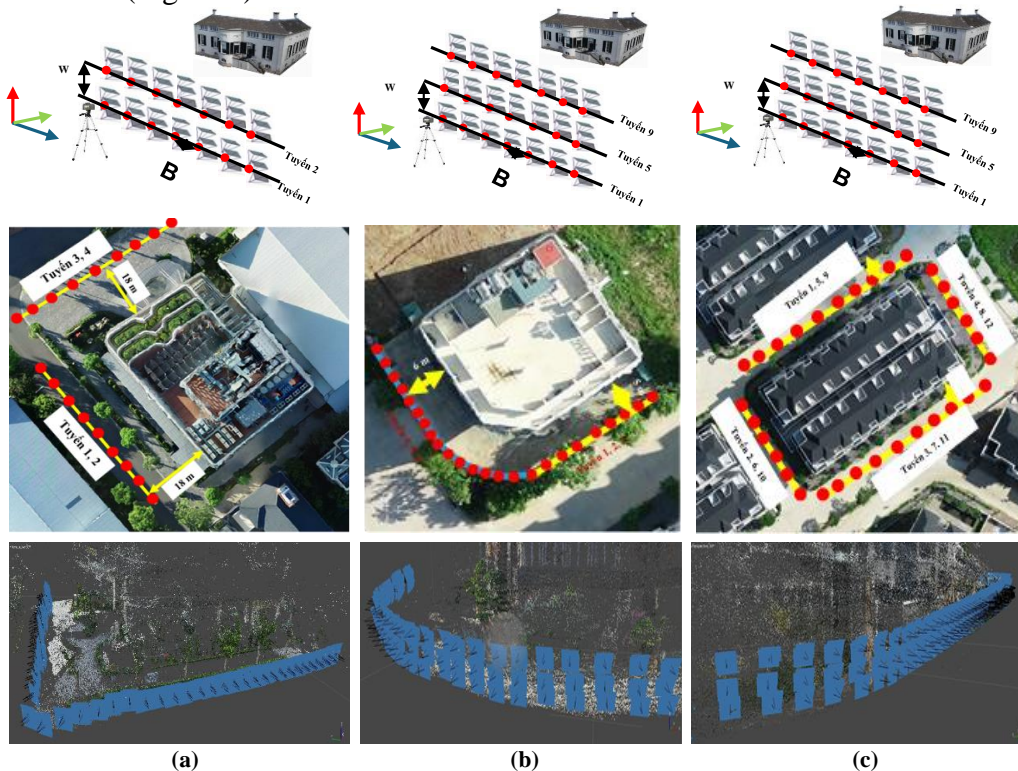 W
Tuyến 2
B
Tuyến 1
W
Tuyến 9
Tuyến 5
B
Tuyến 1
W
Tuyến 9
Tuyến 5
B
Tuyến 1
Tuyến 3, 4
18 m
Tuyến 1, 2
18 m
6 m
Tuyến 1, 2
Tuyến 1, 5, 9
Tuyến 4, 8, 12
Tuyến 2, 6, 10
Tuyến 3, 7, 11
(a)
(b)
(c)